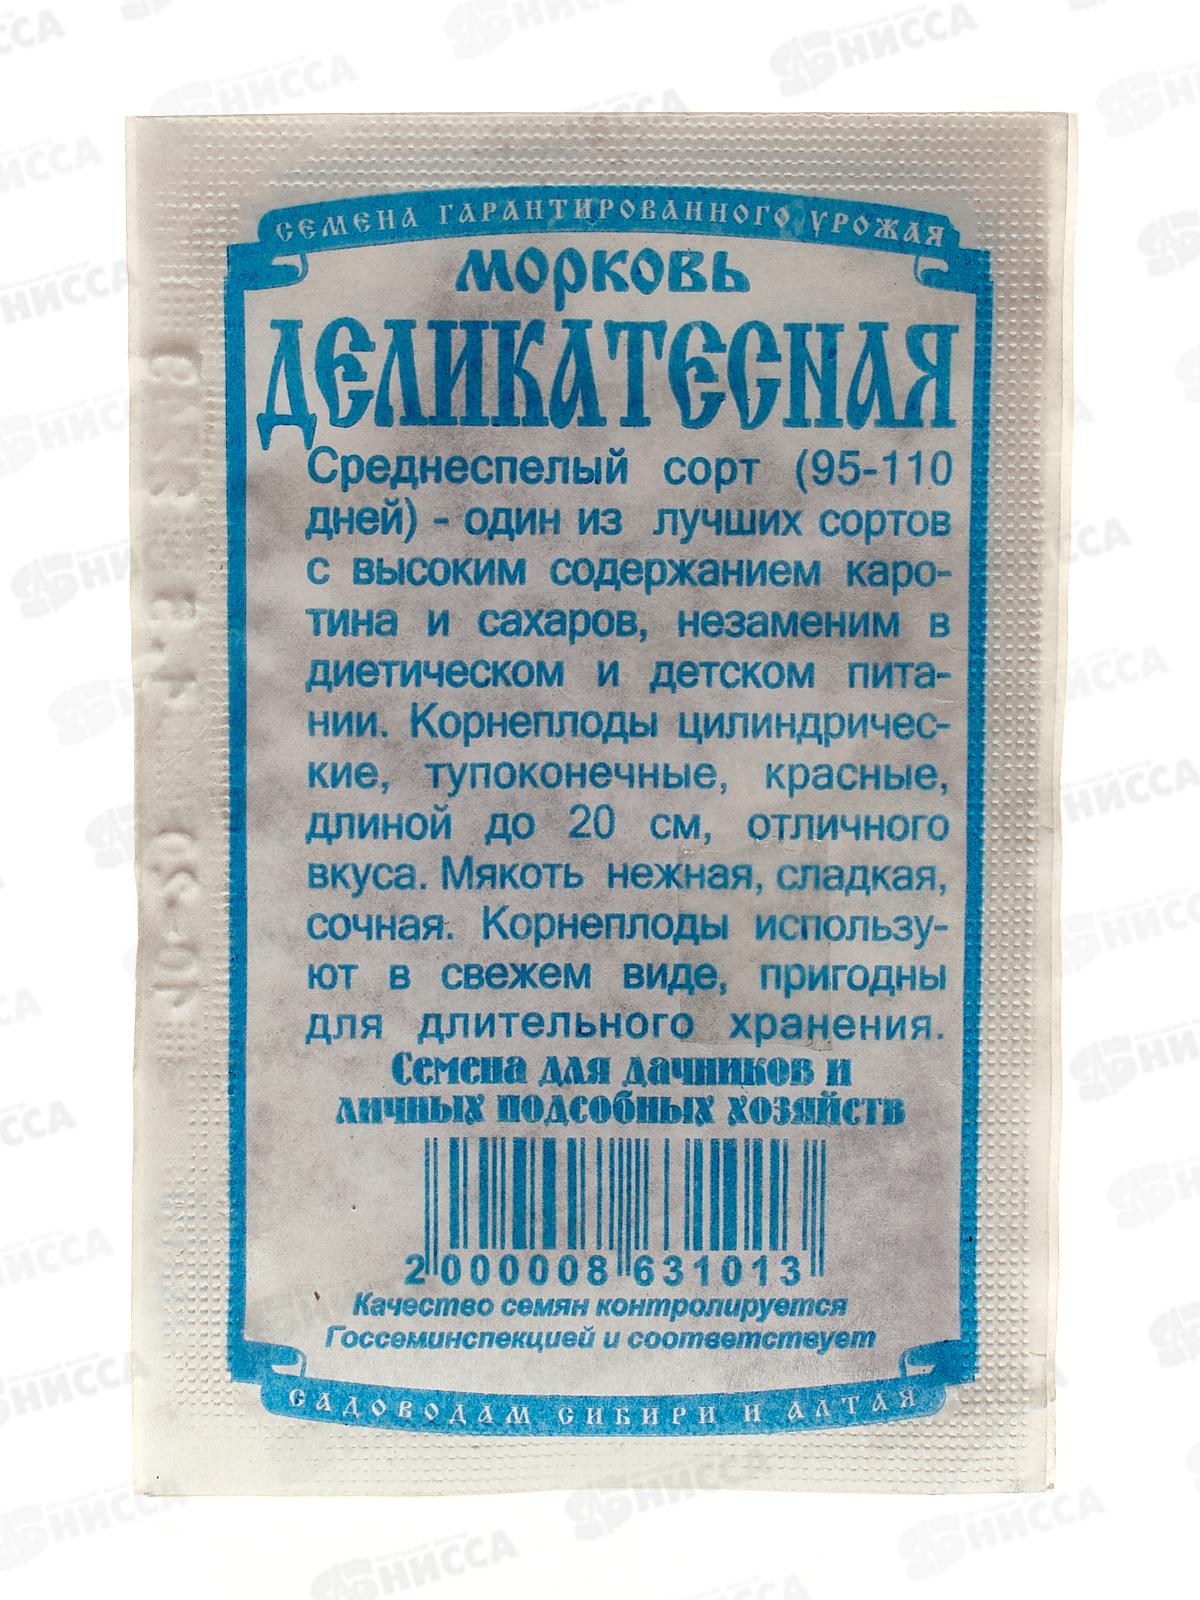 СЕМЕНА ГАРАНТИРОВАННОГО УРОЖАЯ
МОРКОВЬ
ДЕЛИКАТЕСНАЯ
Среднеспелый сорт (95-110
дней) - один из лучших сортов
с высоким содержанием каро-
тина и сахаров, незаменим в
диетическом и детском пита-
нии. Корнеплоды цилиндричес-
кие, тупоконечные, красные,
длиной до 20 см, отличного
вкуса. Мякоть нежная, сладкая,
сочная. Корнеплоды использу-
ют в свежем виде, пригодны
для длительного хранения.
Семена для дачников и
личных подсобных хозяйств
2 000008 631013
Качество семян контролируется
Госсеминспекцией и соответствует
САДОВОДАМ СИБИРИ И АЛТАЯ
НИССА